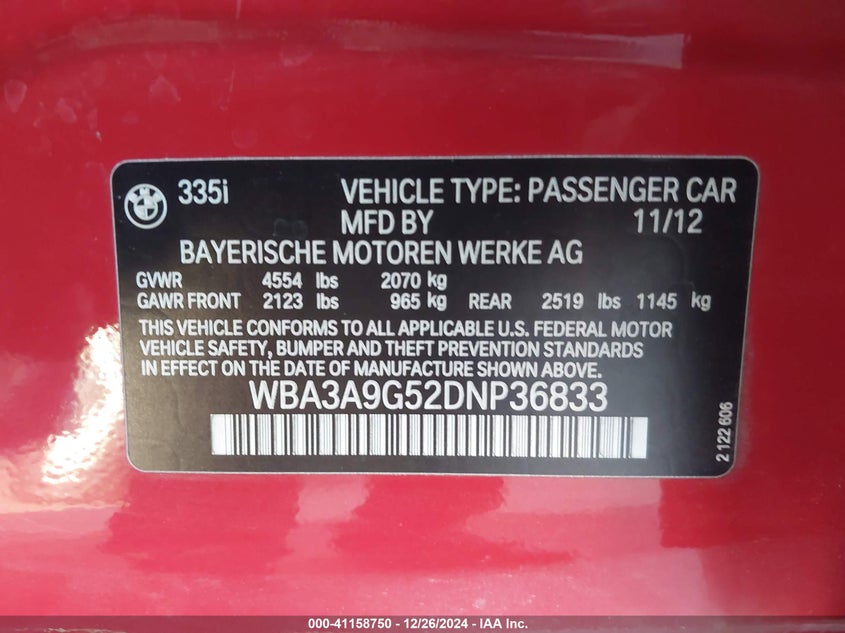 335i VEHICLE TYPE: PASSENGER CAR
MFD BY 11/12
BAYERISCHE MOTOREN WERKE AG
GVWR 4554 lbs 2070 kg
GAWR FRONT 2123 lbs 965 kg REAR 2519 lbs 1145 kg
THIS VEHICLE CONFORMS TO ALL APPLICABLE U.S. FEDERAL MOTOR
VEHICLE SAFETY, BUMPER AND THEFT PREVENTION STANDARDS
IN EFFECT ON THE DATE OF MANUFACTURE SHOWN ABOVE.
WBA3A9G52DNP36833
2 122 606
000-41158750 - 12/26/2024 - IAA Inc.